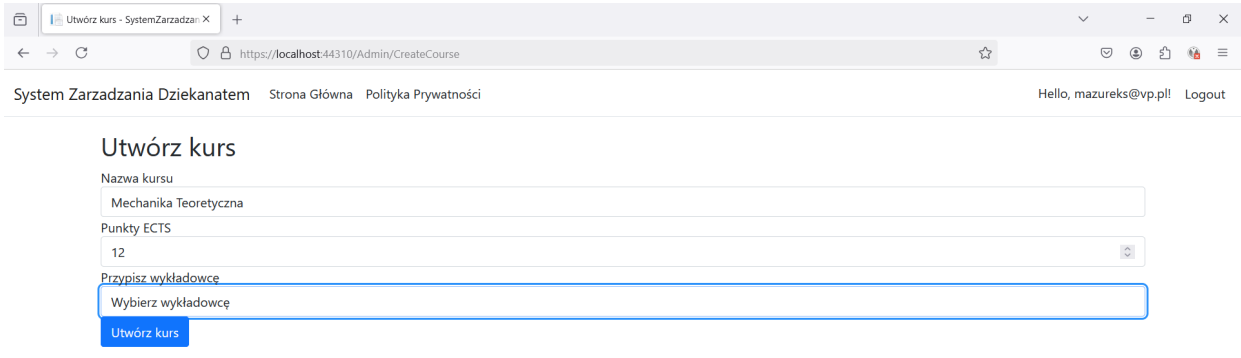 Utwórz kurs - SystemZarzadzan
https://localhost:44310/Admin/CreateCourse
System Zarzadzania Dziekanatem Strona Główna Polityka Prywatności Hello, mazureks@vp.pl! Logout
Utwórz kurs
Nazwa kursu
Mechanika Teoretyczna
Punkty ECTS
12
Przypisz wykładowcę
Wybierz wykładowcę
Utwórz kurs